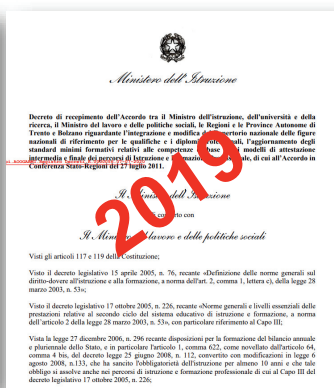 Ministero dell'Istruzione
Decreto di recepimento dell'Accordo tra il Ministro dell'istruzione, dell'università e della
ricerca, il Ministro del lavoro e delle politiche sociali, le Regioni e le Province Autonome di
Trento e Bolzano riguardante l'integrazione e modifica del repertorio nazionale delle figure
nazionali di riferimento per le qualifiche e i diplomi professionali, l'aggiornamento degli
standard minimi formativi relativi alle competenze di base e dei modelli di attestazione
intermedia e finale dei percorsi di Istruzione e Formazione professionale, di cui all'Accordo in
Conferenza Stato-Regioni del 27 luglio 2011.
2019
Il Ministro dell'Istruzione
di concerto con
Il Ministro del lavoro e delle politiche sociali
Visti gli articoli 117 e 119 della Costituzione;
Visto il decreto legislativo 15 aprile 2005, n. 76, recante «Definizione delle norme generali sul
diritto-dovere all'istruzione e alla formazione, a norma dell'art. 2, comma 1, lettera c), della legge 28
marzo 2003, n. 53»;
Visto il decreto legislativo 17 ottobre 2005, n. 226, recante «Norme generali e livelli essenziali delle
prestazioni relative al secondo ciclo del sistema educativo di istruzione e formazione, a norma
dell'articolo 2 della legge 28 marzo 2003, n. 53», con particolare riferimento al Capo III;
Vista la legge 27 dicembre 2006, n. 296 recante disposizioni per la formazione del bilancio annuale
e pluriennale dello Stato, e in particolare l'articolo 1, comma 622, come novellato dall'articolo 64,
comma 4 bis, del decreto legge 25 giugno 2008, n. 112, convertito con modificazioni in legge 6
agosto 2008, n.133, che ha sancito l'obbligatorietà dell'istruzione per almeno 10 anni e che tale
obbligo si assolve anche nei percorsi di istruzione e formazione professionale di cui al Capo III del
decreto legislativo 17 ottobre 2005, n. 226;